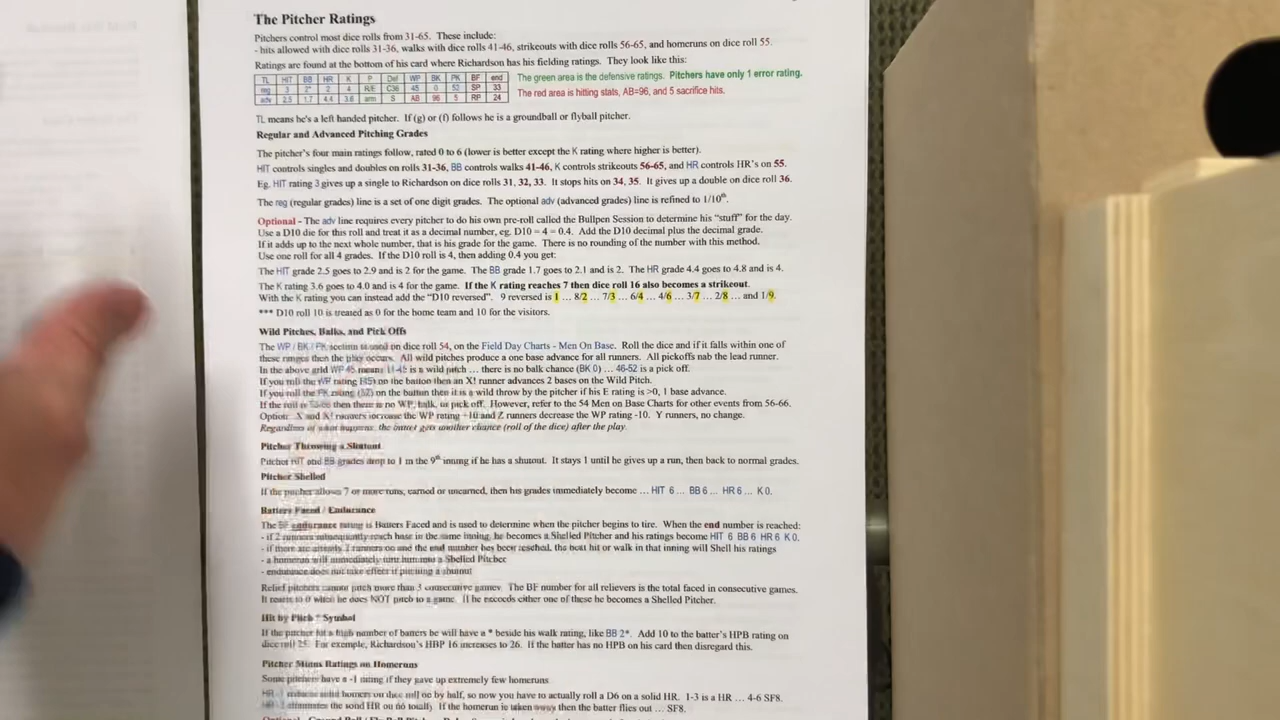 The Pitcher Ratings
Pitchers control most dice rolls from 31-65. These include:
- hits allowed with dice rolls 31-36, walks with dice rolls 41-46, strikeouts with dice rolls 56-65, and homeruns on dice roll 55.
Ratings are found at the bottom of his card where Richardson has his fielding ratings. They look like this:
TL HIT BB HR K P Def WP BK PK BF end
reg 3 2* 2 4 R/E C36 45 0 52 SP 33
adv 2.5 1.7 4.4 3.6 arm S AB 96 5 RP 24
The green area is the defensive ratings. Pitchers have only 1 error rating.
The red area is hitting stats, AB=96, and 5 sacrifice hits.
TL means he's a left handed pitcher. If (g) or (f) follows he is a groundball or flyball pitcher.
Regular and Advanced Pitching Grades
The pitcher's four main ratings follow, rated 0 to 6 (lower is better except the K rating where higher is better).
HIT controls singles and doubles on rolls 31-36, BB controls walks 41-46, K controls strikeouts 56-65, and HR controls HR's on 55.
Eg. HIT rating 3 gives up a single to Richardson on dice rolls 31, 32, 33. It stops hits on 34, 35. It gives up a double on dice roll 36.
The reg (regular grades) line is a set of one digit grades. The optional adv (advanced grades) line is refined to 1/10th.
Optional - The adv line requires every pitcher to do his own pre-roll called the Bullpen Session to determine his "stuff" for the day.
Use a D10 die for this roll and treat it as a decimal number, eg. D10 = 4 = 0.4. Add the D10 decimal plus the decimal grade.
If it adds up to the next whole number, that is his grade for the game. There is no rounding of the number with this method.
Use one roll for all 4 grades. If the D10 roll is 4, then adding 0.4 you get:
The HIT grade 2.5 goes to 2.9 and is 2 for the game. The BB grade 1.7 goes to 2.1 and is 2. The HR grade 4.4 goes to 4.8 and is 4.
The K rating 3.6 goes to 4.0 and is 4 for the game. If the K rating reaches 7 then dice roll 16 also becomes a strikeout.
With the K rating you can instead add the "D10 reversed". 9 reversed is 1 ... 8/2 ... 7/3 ... 6/4 ... 4/6 ... 3/7 ... 2/8 ... and 1/9.
*** D10 roll 10 is treated as 0 for the home team and 10 for the visitors.
Wild Pitches, Balks, and Pick Offs
The WP / BK / PK section is used on dice roll 54, on the Field Day Charts - Men On Base. Roll the dice and if it falls within one of
these ranges then the play occurs. All wild pitches produce a one base advance for all runners. All pickoffs nab the lead runner.
In the above grid WP 45 means 11-45 is a wild pitch ... there is no balk chance (BK 0) ... 46-52 is a pick off.
If you roll the WP rating (45) on the button then an X! runner advances 2 bases on the Wild Pitch.
If you roll the PK rating (52) on the button then it is a wild throw by the pitcher if his E rating is >0, 1 base advance.
If the roll is then there is no WP, balk, or pick off. However, refer to the 54 Men on Base Charts for other events from 56-66.
Option: X and X! runners increase the WP rating +10 and Z runners decrease the WP rating -10. Y runners, no change.
Regardless of what happens, the batter gets another chance (roll of the dice) after the play.
Pitcher Throwing a Shutout
Pitcher HIT and BB grades drop to 1 in the 9th inning if he has a shutout. It stays 1 until he gives up a run, then back to normal grades.
Pitcher Shelled
If the pitcher allows 7 or more runs, earned or unearned, then his grades immediately become ... HIT 6 ... BB 6 ... HR 6 ... K 0.
Batters Faced / Endurance
The BF endurance rating is Batters Faced and is used to determine when the pitcher begins to tire. When the end number is reached:
- if 2 runners subsequently reach base in the same inning, he becomes a Shelled Pitcher and his ratings become HIT 6 BB 6 HR 6 K 0.
- if there are already 2 runners on and the end number has been reached, the next hit or walk in that inning will Shell his ratings
- a homerun will immediately turn him into a Shelled Pitcher
- endurance does not take effect if pitching a shutout
Relief pitchers cannot pitch more than 3 consecutive games. The BF number for all relievers is the total faced in consecutive games.
It resets to 0 when he does NOT pitch in a game. If he exceeds either one of these he becomes a Shelled Pitcher.
Hit by Pitch * Symbol
If the pitcher hit a high number of batters he will have a * beside his walk rating, like BB 2*. Add 10 to the batter's HPB rating on
dice roll 25. For example, Richardson's HBP 16 increases to 26. If the batter has no HPB on his card then disregard this.
Pitcher Minus Ratings on Homeruns
Some pitchers have a -1 rating if they gave up extremely few homeruns
HR -1 reduces solid homers on dice roll 66 by half, so now you have to actually roll a D6 on a solid HR. 1-3 is a HR ... 4-6 SF8.
HR -2 eliminates the solid HR on 66 totally. If the homerun is taken away then the batter flies out ... SF8.